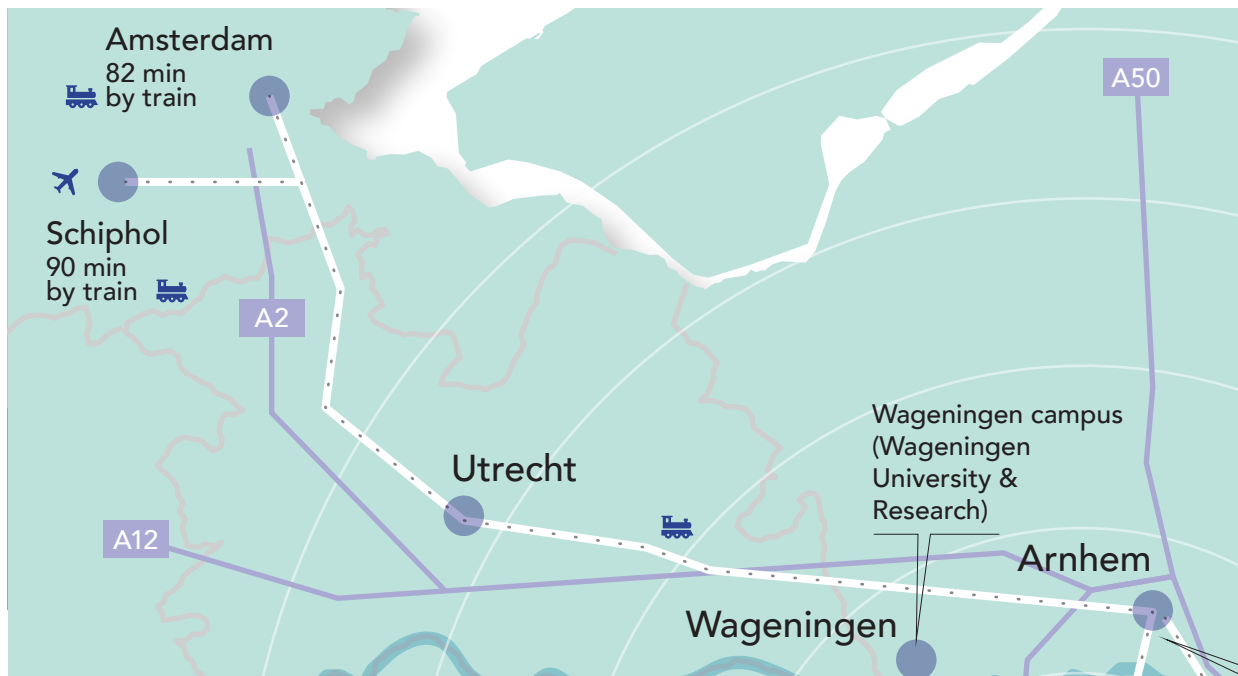 Amsterdam
82 min
by train
A50
Schiphol
90 min
by train
A2
Wageningen campus
(Wageningen
University &
Research)
Utrecht
A12
Arnhem
Wageningen